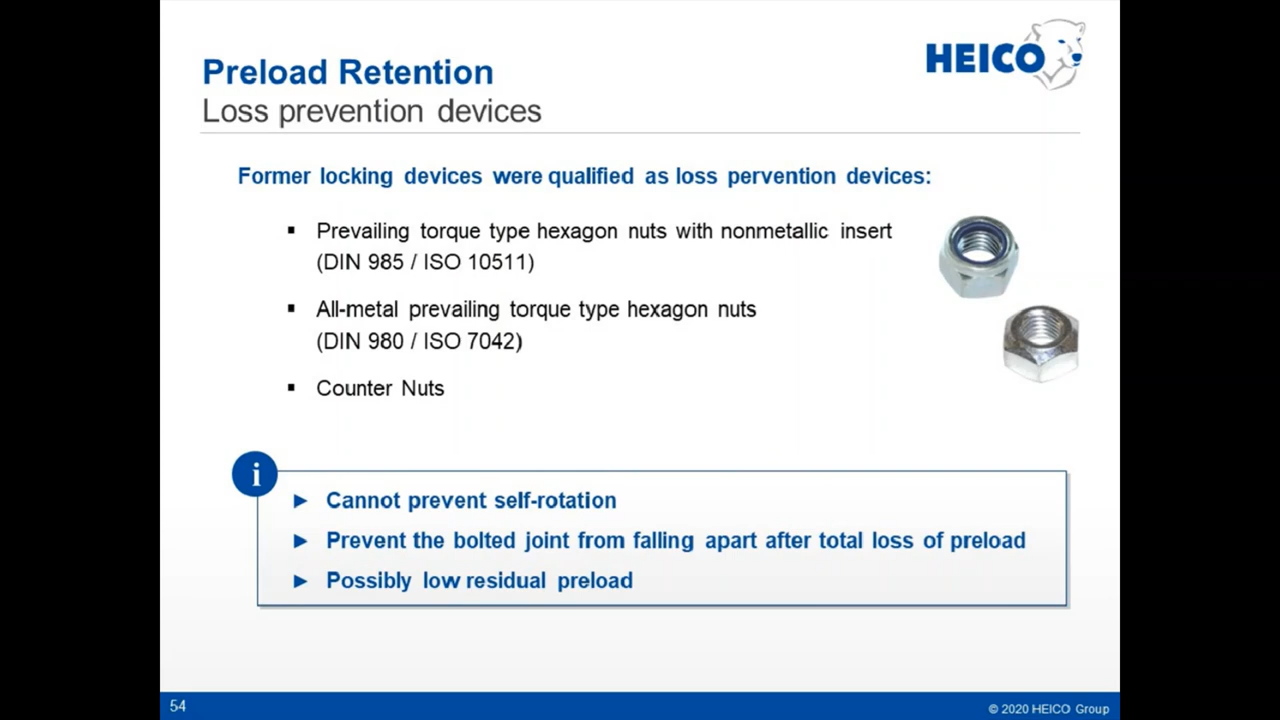 Preload Retention
HEICO
Loss prevention devices
Former locking devices were qualified as loss pervention devices:
▪ Prevailing torque type hexagon nuts with nonmetallic insert
(DIN 985 / ISO 10511)
▪ All-metal prevailing torque type hexagon nuts
(DIN 980 / ISO 7042)
▪ Counter Nuts
i
► Cannot prevent self-rotation
► Prevent the bolted joint from falling apart after total loss of preload
► Possibly low residual preload
54
© 2020 HEICO Group